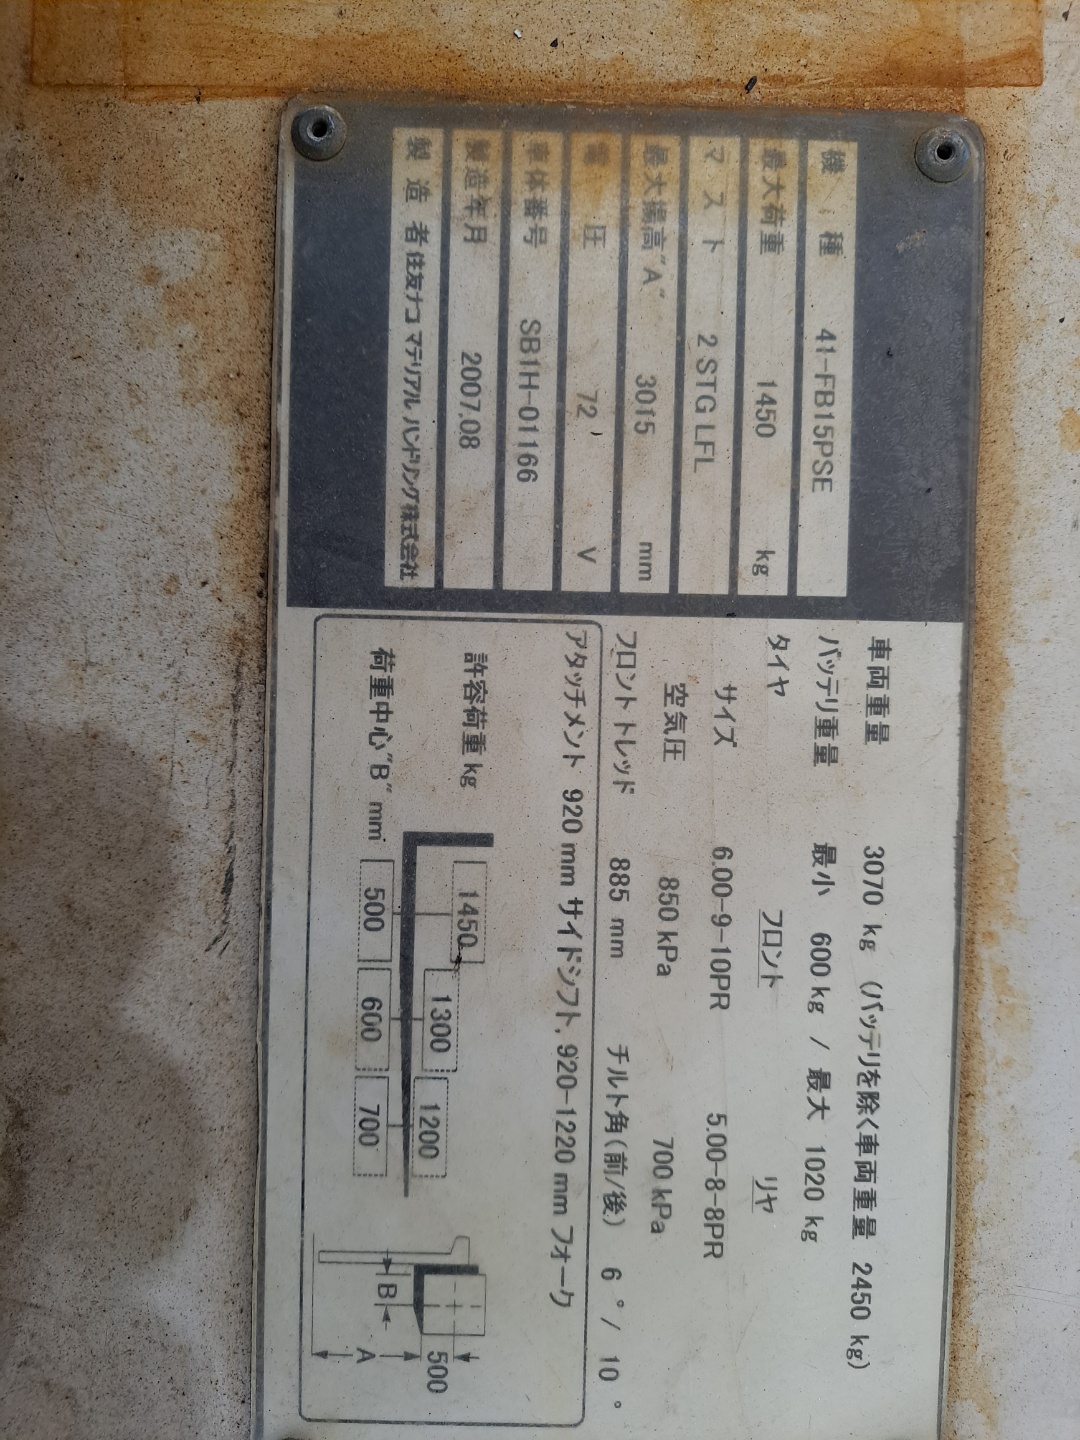 機 種 41-FB15PSE
最大荷重 1450 kg
マスト 2 STG LFL
最大揚高"A" 3015 mm
電 圧 72 V
車体番号 SB1H-01166
製造年月 2007.08
製造者 住友ナコ マテリアル ハンドリング株式会社
車両重量 3070 kg (バッテリを除く車両重量 2450 kg)
バッテリ重量 最小 600 kg / 最大 1020 kg
タイヤ フロント リヤ
サイズ 6.00-9-10PR 5.00-8-8PR
空気圧 850 kPa 700 kPa
フロントトレッド 885 mm チルト角(前/後) 6 ° / 10 °
アタッチメント 920 mm サイドシフト, 920-1220 mm フォーク
許容荷重 kg 1450 1300 1200
荷重中心"B" mm 500 600 700
500
B
A